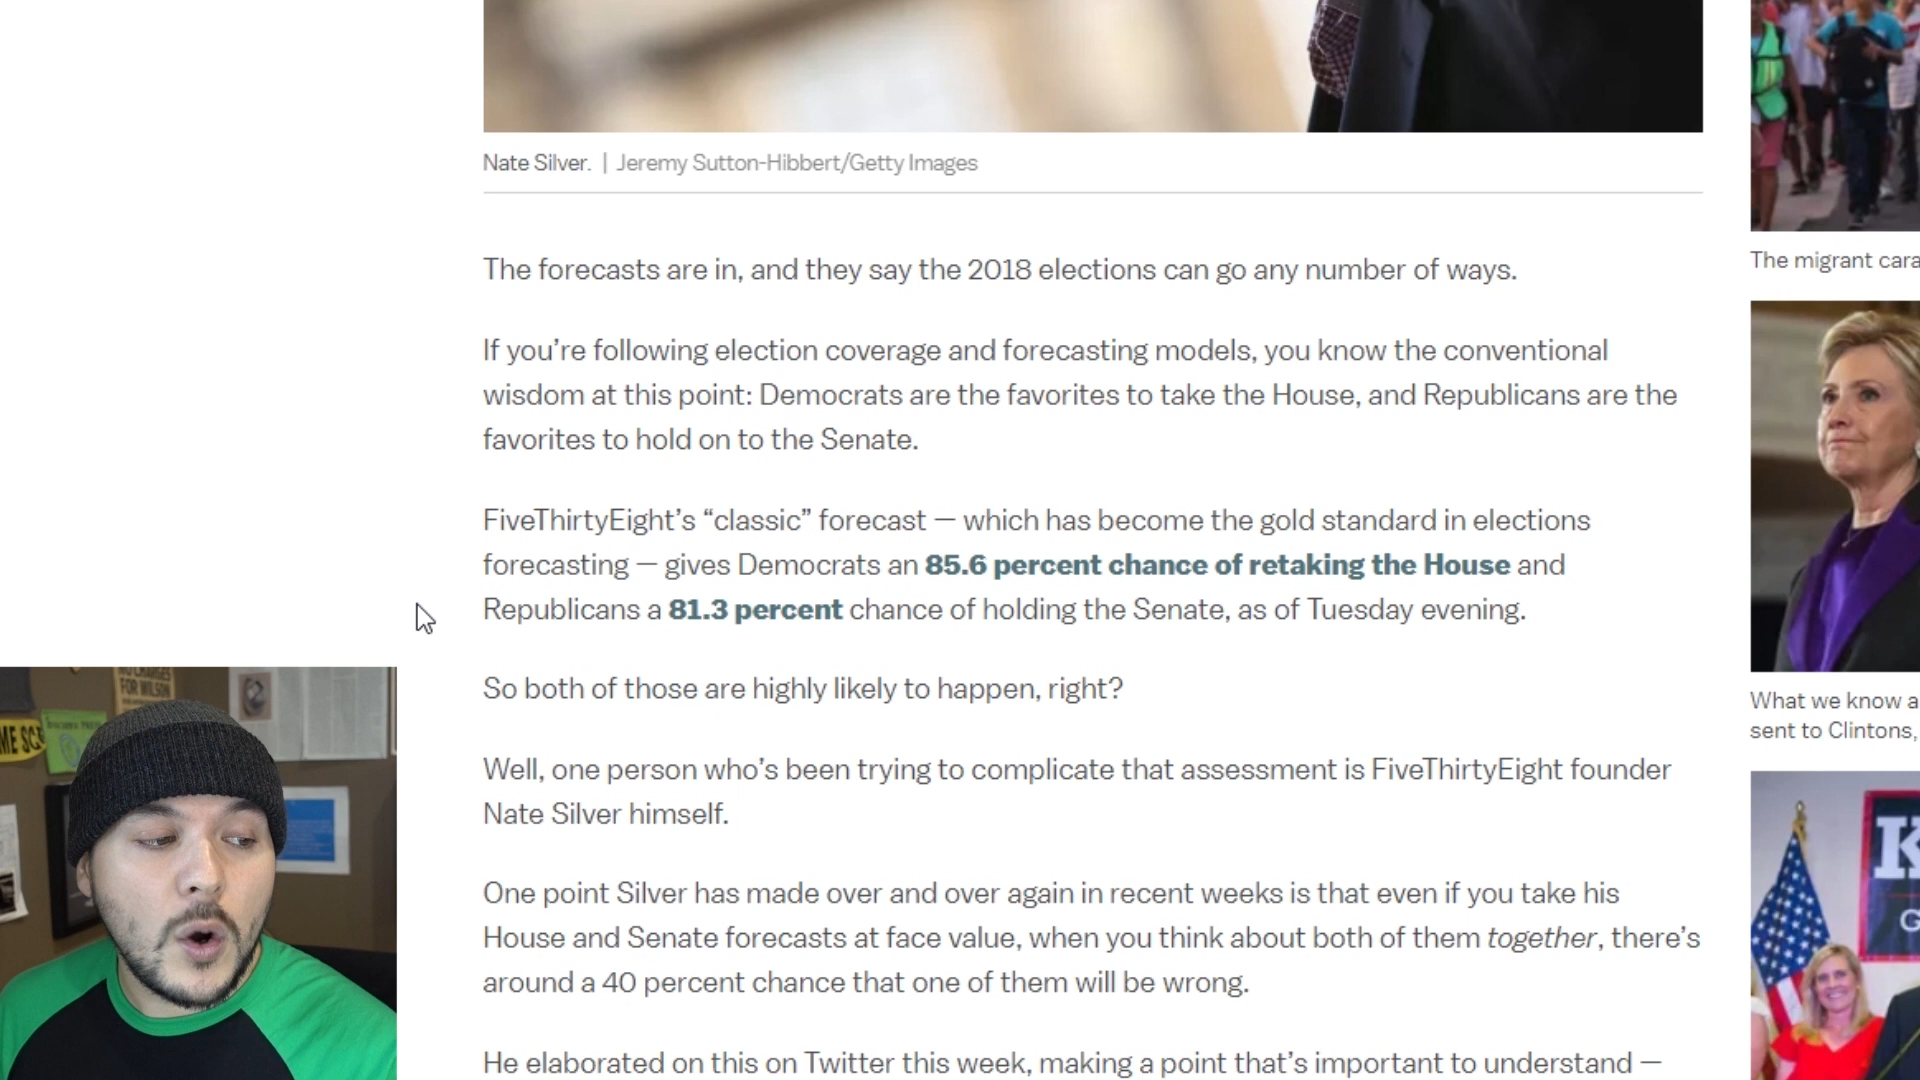 Nate Silver. | Jeremy Sutton-Hibbert/Getty Images
The forecasts are in, and they say the 2018 elections can go any number of ways.
If you’re following election coverage and forecasting models, you know the conventional
wisdom at this point: Democrats are the favorites to take the House, and Republicans are the
favorites to hold on to the Senate.
FiveThirtyEight’s “classic” forecast — which has become the gold standard in elections
forecasting — gives Democrats an 85.6 percent chance of retaking the House and
Republicans a 81.3 percent chance of holding the Senate, as of Tuesday evening.
So both of those are highly likely to happen, right?
Well, one person who’s been trying to complicate that assessment is FiveThirtyEight founder
Nate Silver himself.
One point Silver has made over and over again in recent weeks is that even if you take his
House and Senate forecasts at face value, when you think about both of them together, there’s
around a 40 percent chance that one of them will be wrong.
He elaborated on this on Twitter this week, making a point that’s important to understand —
The migrant cara
What we know a
sent to Clintons,
K
G
FOR WILSON
ME SC